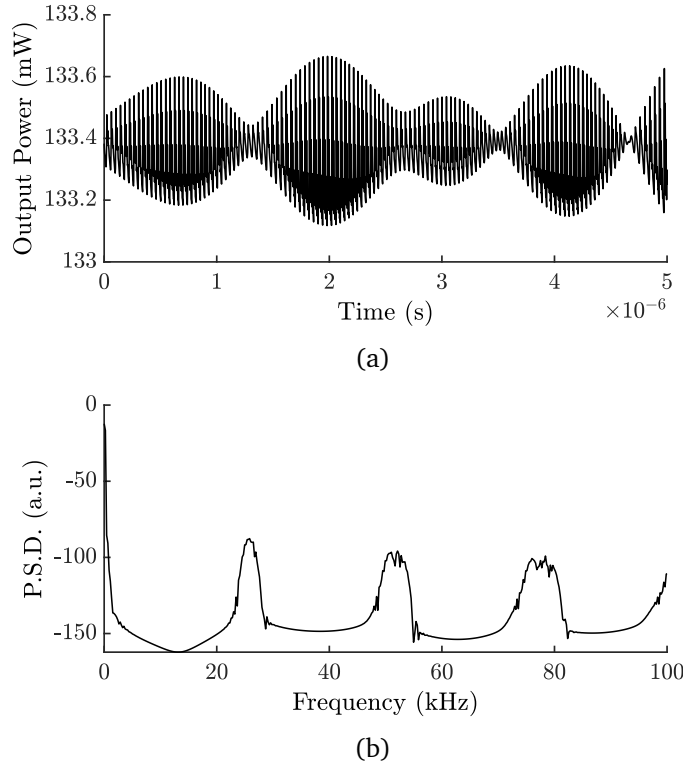 133.8
133.6
133.4
133.2
133
Output Power (mW)
0 1 2 3 4 5
Time (s)
×10⁻⁶
(a)
0
-50
-100
-150
P.S.D. (a.u.)
0 20 40 60 80 100
Frequency (kHz)
(b)